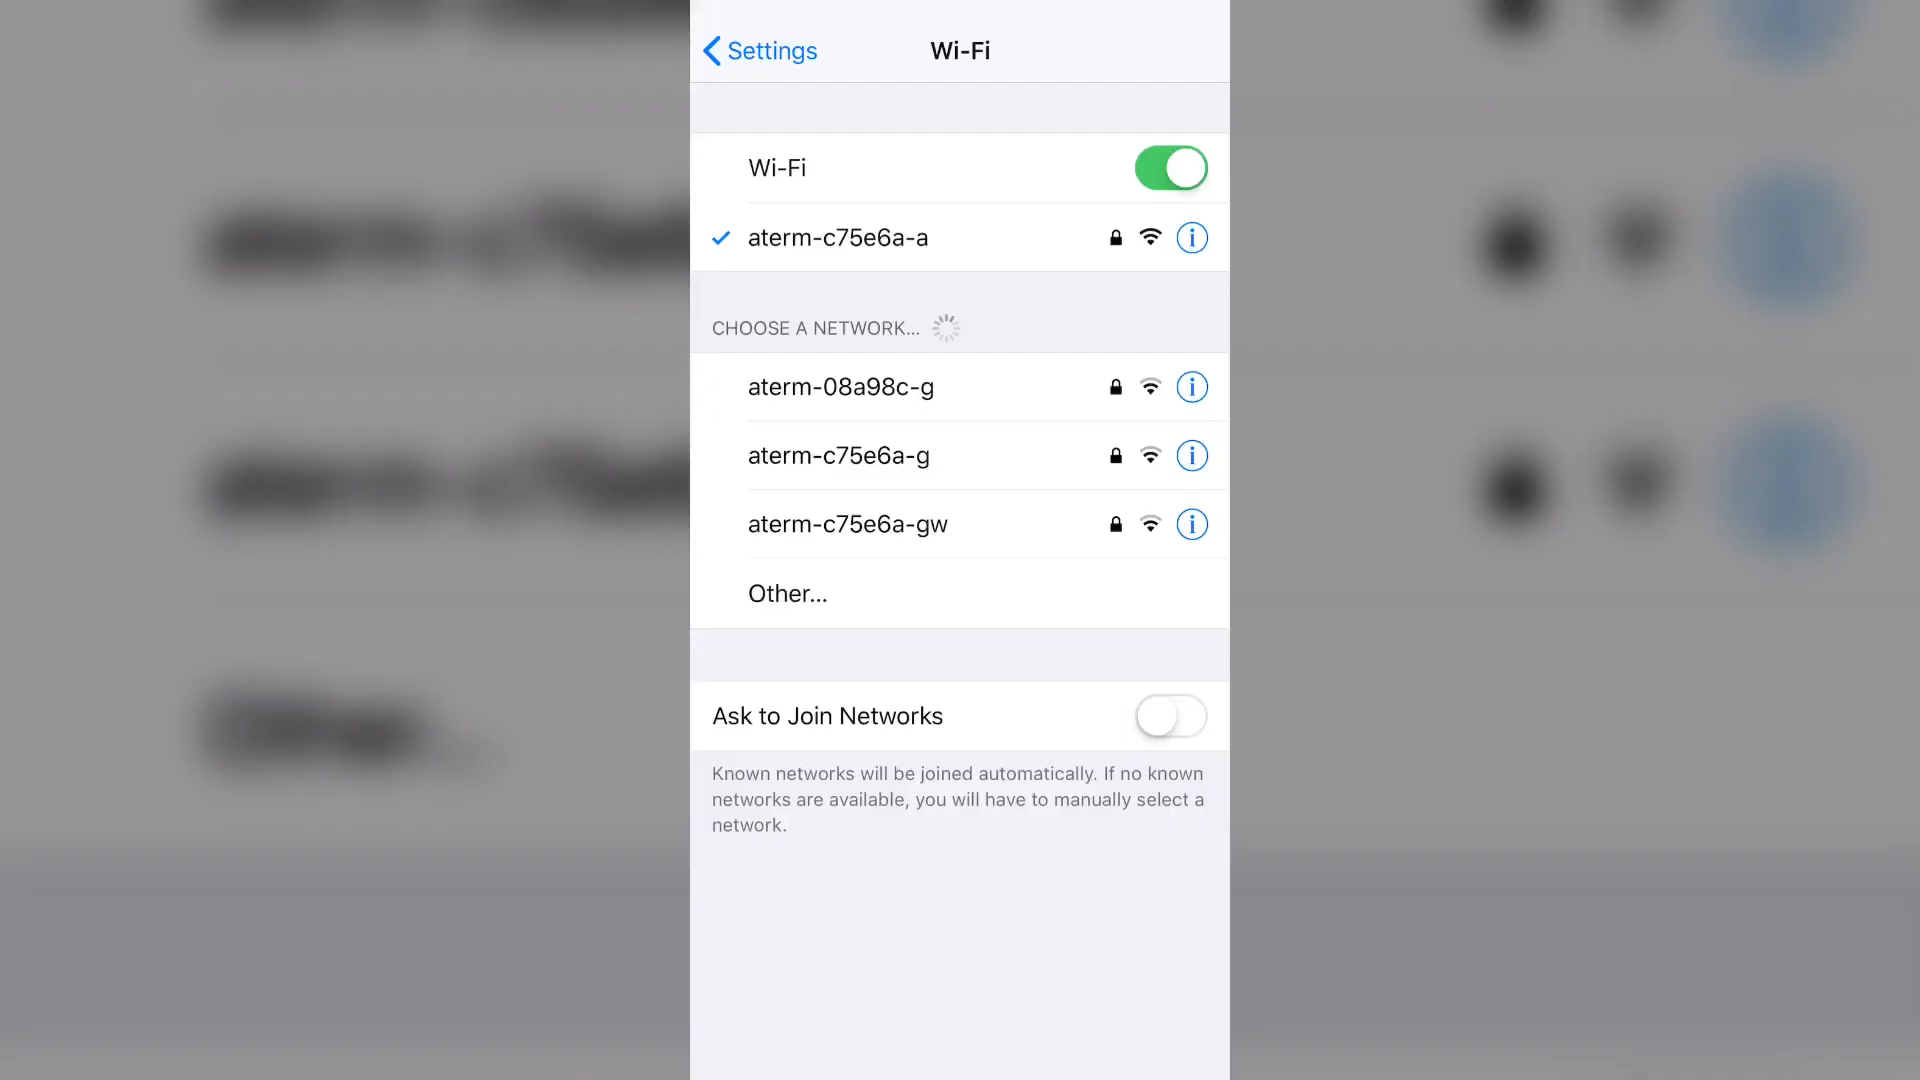 Settings
Wi-Fi
Wi-Fi
aterm-c75e6a-a
CHOOSE A NETWORK...
aterm-08a98c-g
aterm-c75e6a-g
aterm-c75e6a-gw
Other...
Ask to Join Networks
Known networks will be joined automatically. If no known
networks are available, you will have to manually select a
network.